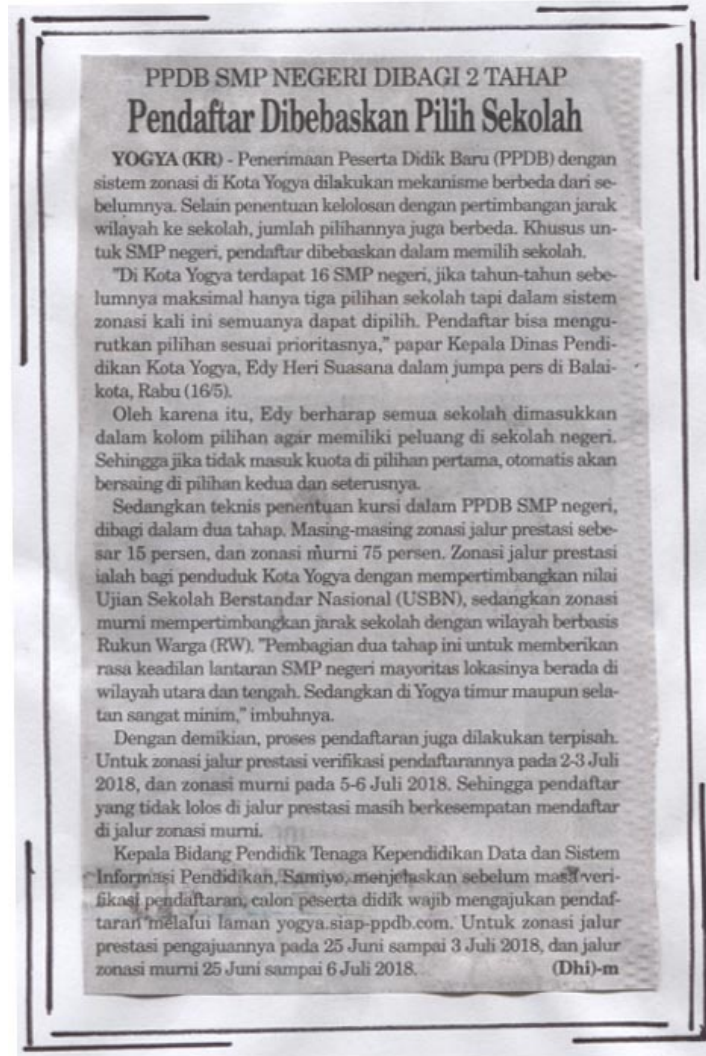 PPDB SMP NEGERI DIBAGI 2 TAHAP
Pendaftar Dibebaskan Pilih Sekolah
YOGYA (KR) - Penerimaan Peserta Didik Baru (PPDB) dengan
sistem zonasi di Kota Yogya dilakukan mekanisme berbeda dari se-
belumnya. Selain penentuan kelolosan dengan pertimbangan jarak
wilayah ke sekolah, jumlah pilihannya juga berbeda. Khusus un-
tuk SMP negeri, pendaftar dibebaskan dalam memilih sekolah.
"Di Kota Yogya terdapat 16 SMP negeri, jika tahun-tahun sebe-
lumnya maksimal hanya tiga pilihan sekolah tapi dalam sistem
zonasi kali ini semuanya dapat dipilih. Pendaftar bisa mengu-
rutkan pilihan sesuai prioritasnya," papar Kepala Dinas Pendi-
dikan Kota Yogya, Edy Heri Suasana dalam jumpa pers di Balai-
kota, Rabu (16/5).
Oleh karena itu, Edy berharap semua sekolah dimasukkan
dalam kolom pilihan agar memiliki peluang di sekolah negeri.
Sehingga jika tidak masuk kuota di pilihan pertama, otomatis akan
bersaing di pilihan kedua dan seterusnya.
Sedangkan teknis penentuan kursi dalam PPDB SMP negeri,
dibagi dalam dua tahap. Masing-masing zonasi jalur prestasi sebe-
sar 15 persen, dan zonasi murni 75 persen. Zonasi jalur prestasi
ialah bagi penduduk Kota Yogya dengan mempertimbangkan nilai
Ujian Sekolah Berstandar Nasional (USBN), sedangkan zonasi
murni mempertimbangkan jarak sekolah dengan wilayah berbasis
Rukun Warga (RW). "Pembagian dua tahap ini untuk memberikan
rasa keadilan lantaran SMP negeri mayoritas lokasinya berada di
wilayah utara dan tengah. Sedangkan di Yogya timur maupun sela-
tan sangat minim," imbuhnya.
Dengan demikian, proses pendaftaran juga dilakukan terpisah.
Untuk zonasi jalur prestasi verifikasi pendaftarannya pada 2-3 Juli
2018, dan zonasi murni pada 5-6 Juli 2018. Sehingga pendaftar
yang tidak lolos di jalur prestasi masih berkesempatan mendaftar
di jalur zonasi murni.
Kepala Bidang Pendidik Tenaga Kependidikan Data dan Sistem
Informasi Pendidikan, Samiyo, menjelaskan sebelum masa veri-
fikasi pendaftaran, calon peserta didik wajib mengajukan pendaf-
taran melalui laman yogya.siap-ppdb.com. Untuk zonasi jalur
prestasi pengajuannya pada 25 Juni sampai 3 Juli 2018, dan jalur
zonasi murni 25 Juni sampai 6 Juli 2018. (Dhi)-m